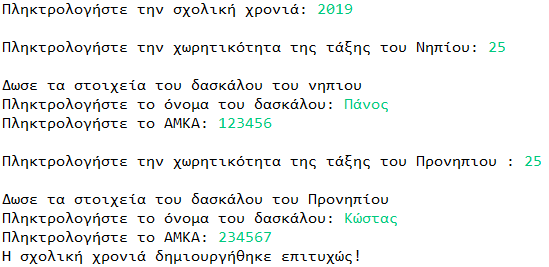 Πληκτρολογήστε την σχολική χρονιά: 2019
Πληκτρολογήστε την χωρητικότητα της τάξης του Νηπίου: 25
Δωσε τα στοιχεία του δασκάλου του νηπιου
Πληκτρολογήστε το όνομα του δασκάλου: Πάνος
Πληκτρολογήστε το ΑΜΚΑ: 123456
Πληκτρολογήστε την χωρητικότητα της τάξης του Προνηπιου : 25
Δωσε τα στοιχεία του δασκάλου του Προνηπίου
Πληκτρολογήστε το όνομα του δασκάλου: Κώστας
Πληκτρολογήστε το ΑΜΚΑ: 234567
Η σχολική χρονιά δημιουργήθηκε επιτυχώς!